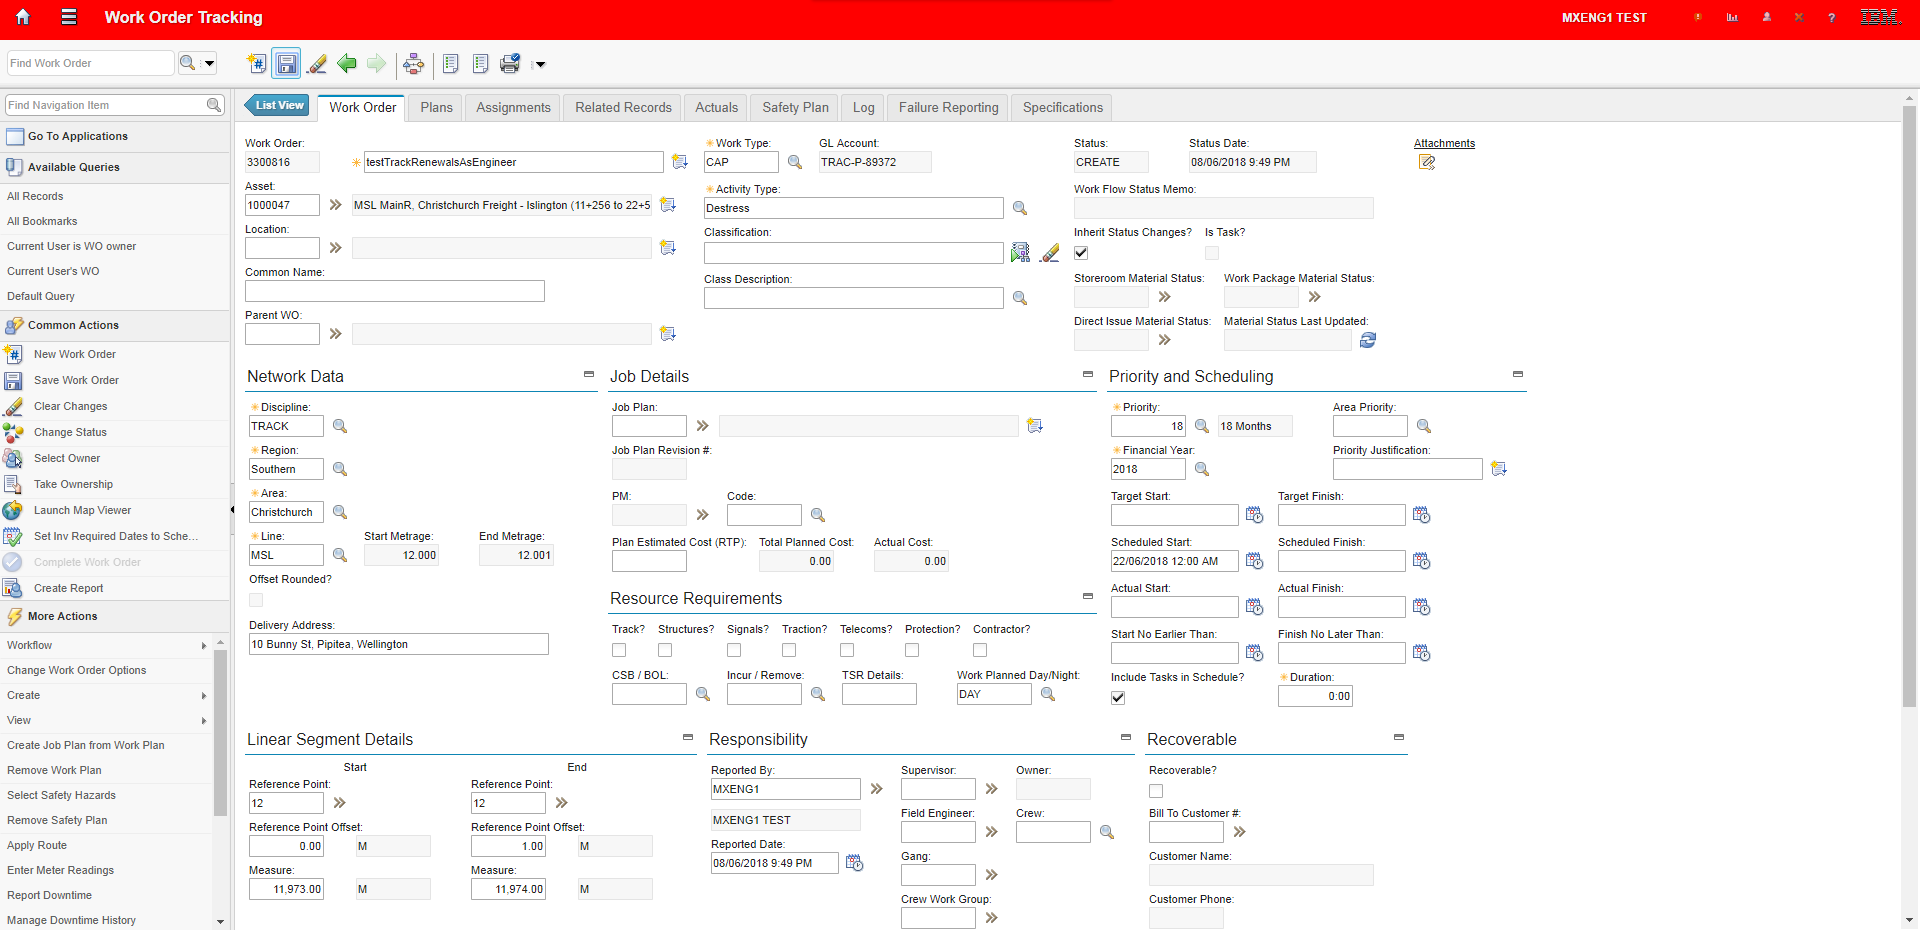 Work Order Tracking
MXENG1 TEST
IBM
Find Work Order
Find Navigation Item
Go To Applications
Available Queries
All Records
All Bookmarks
Current User is WO owner
Current User's WO
Default Query
Common Actions
New Work Order
Save Work Order
Clear Changes
Change Status
Select Owner
Take Ownership
Launch Map Viewer
Set Inv Required Dates to Sche...
Complete Work Order
Create Report
More Actions
Workflow
Change Work Order Options
Create
View
Create Job Plan from Work Plan
Remove Work Plan
Select Safety Hazards
Remove Safety Plan
Apply Route
Enter Meter Readings
Report Downtime
Manage Downtime History
List View
Work Order Plans Assignments Related Records Actuals Safety Plan Log Failure Reporting Specifications
Work Order:
3300816 testTrackRenewalsAsEngineer
Asset:
1000047 MSL MainR, Christchurch Freight - Islington (11+256 to 22+5
Location:
Common Name:
Parent WO:
Work Type: GL Account:
CAP TRAC-P-89372
Activity Type:
Destress
Classification:
Class Description:
Status: Status Date:
CREATE 08/06/2018 9:49 PM
Work Flow Status Memo:
Inherit Status Changes? Is Task?
Storeroom Material Status: Work Package Material Status:
Direct Issue Material Status: Material Status Last Updated:
Attachments
Network Data
Discipline:
TRACK
Region:
Southern
Area:
Christchurch
Line: Start Metrage: End Metrage:
MSL 12.000 12.001
Offset Rounded?
Delivery Address:
10 Bunny St, Pipitea, Wellington
Job Details
Job Plan:
Job Plan Revision #:
PM: Code:
Plan Estimated Cost (RTP): Total Planned Cost: Actual Cost:
0.00 0.00
Resource Requirements
Track? Structures? Signals? Traction? Telecoms? Protection? Contractor?
CSB / BOL: Incur / Remove: TSR Details: Work Planned Day/Night:
DAY
Priority and Scheduling
Priority: Area Priority:
18 18 Months
Financial Year: Priority Justification:
2018
Target Start: Target Finish:
Scheduled Start: Scheduled Finish:
22/06/2018 12:00 AM
Actual Start: Actual Finish:
Start No Earlier Than: Finish No Later Than:
Include Tasks in Schedule? Duration:
0:00
Linear Segment Details
Start End
Reference Point: Reference Point:
12 12
Reference Point Offset: Reference Point Offset:
0.00 M 1.00 M
Measure: Measure:
11,973.00 M 11,974.00 M
Responsibility
Reported By: Supervisor: Owner:
MXENG1
MXENG1 TEST
Field Engineer: Crew:
Reported Date:
08/06/2018 9:49 PM
Gang:
Crew Work Group:
Recoverable
Recoverable?
Bill To Customer #:
Customer Name:
Customer Phone: